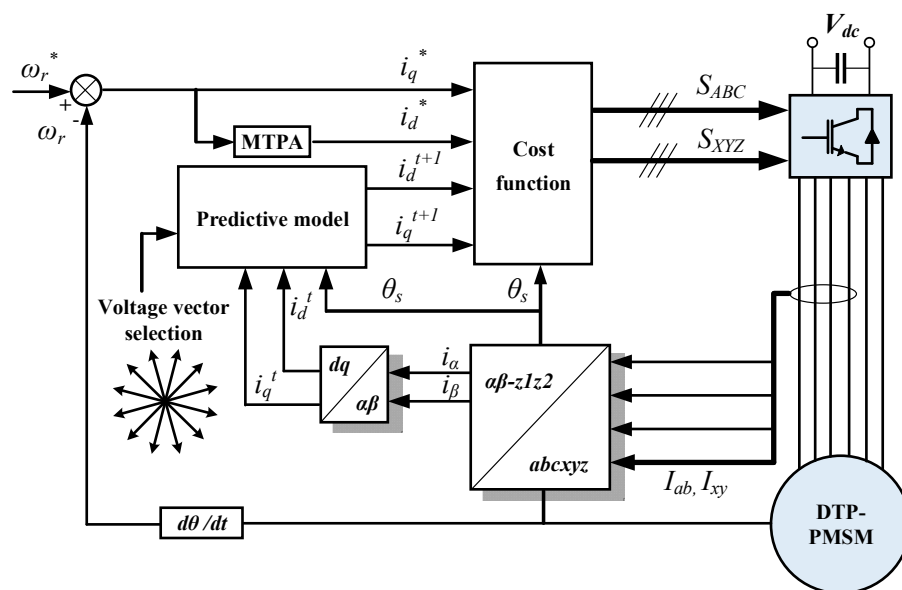 V_dc
ω_r^*
+
-
ω_r
i_q^*
i_d^*
MTPA
Cost
function
S_ABC
S_XYZ
i_d^{t+1}
i_q^{t+1}
Predictive model
Voltage vector
selection
i_d^t
i_q^t
θ_s
θ_s
dq
αβ
i_α
i_β
αβ-z1z2
abcxyz
I_ab, I_xy
dθ/dt
DTP-
PMSM